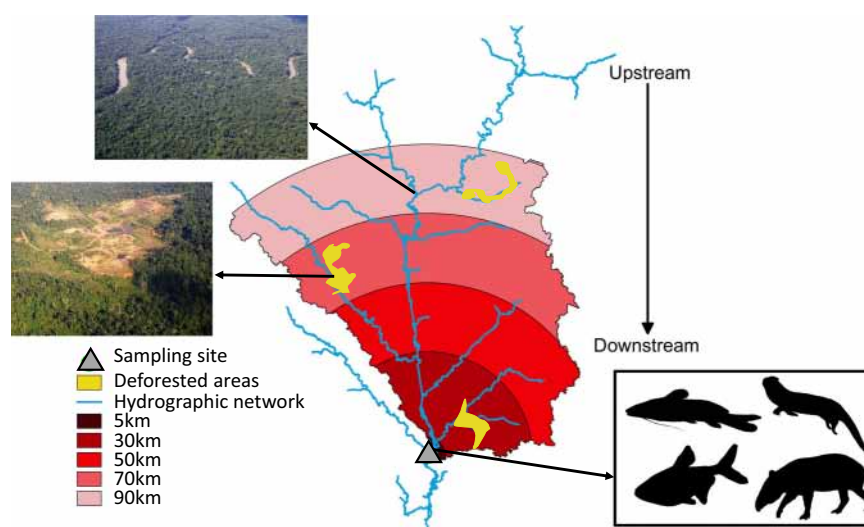 Upstream
Downstream
Sampling site
Deforested areas
Hydrographic network
5km
30km
50km
70km
90km